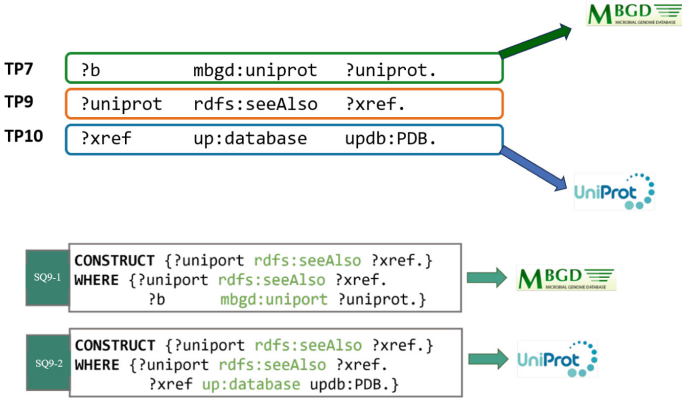 MBGD
MICROBIAL GENOME DATABASE
TP7 ?b mbgd:uniprot ?uniprot.
TP9 ?uniprot rdfs:seeAlso ?xref.
TP10 ?xref up:database updb:PDB.
UniProt
SQ9-1
CONSTRUCT {?uniport rdfs:seeAlso ?xref.}
WHERE {?uniport rdfs:seeAlso ?xref.
?b mbgd:uniport ?uniprot.}
MBGD
MICROBIAL GENOME DATABASE
SQ9-2
CONSTRUCT {?uniport rdfs:seeAlso ?xref.}
WHERE {?uniport rdfs:seeAlso ?xref.
?xref up:database updb:PDB.}
UniProt